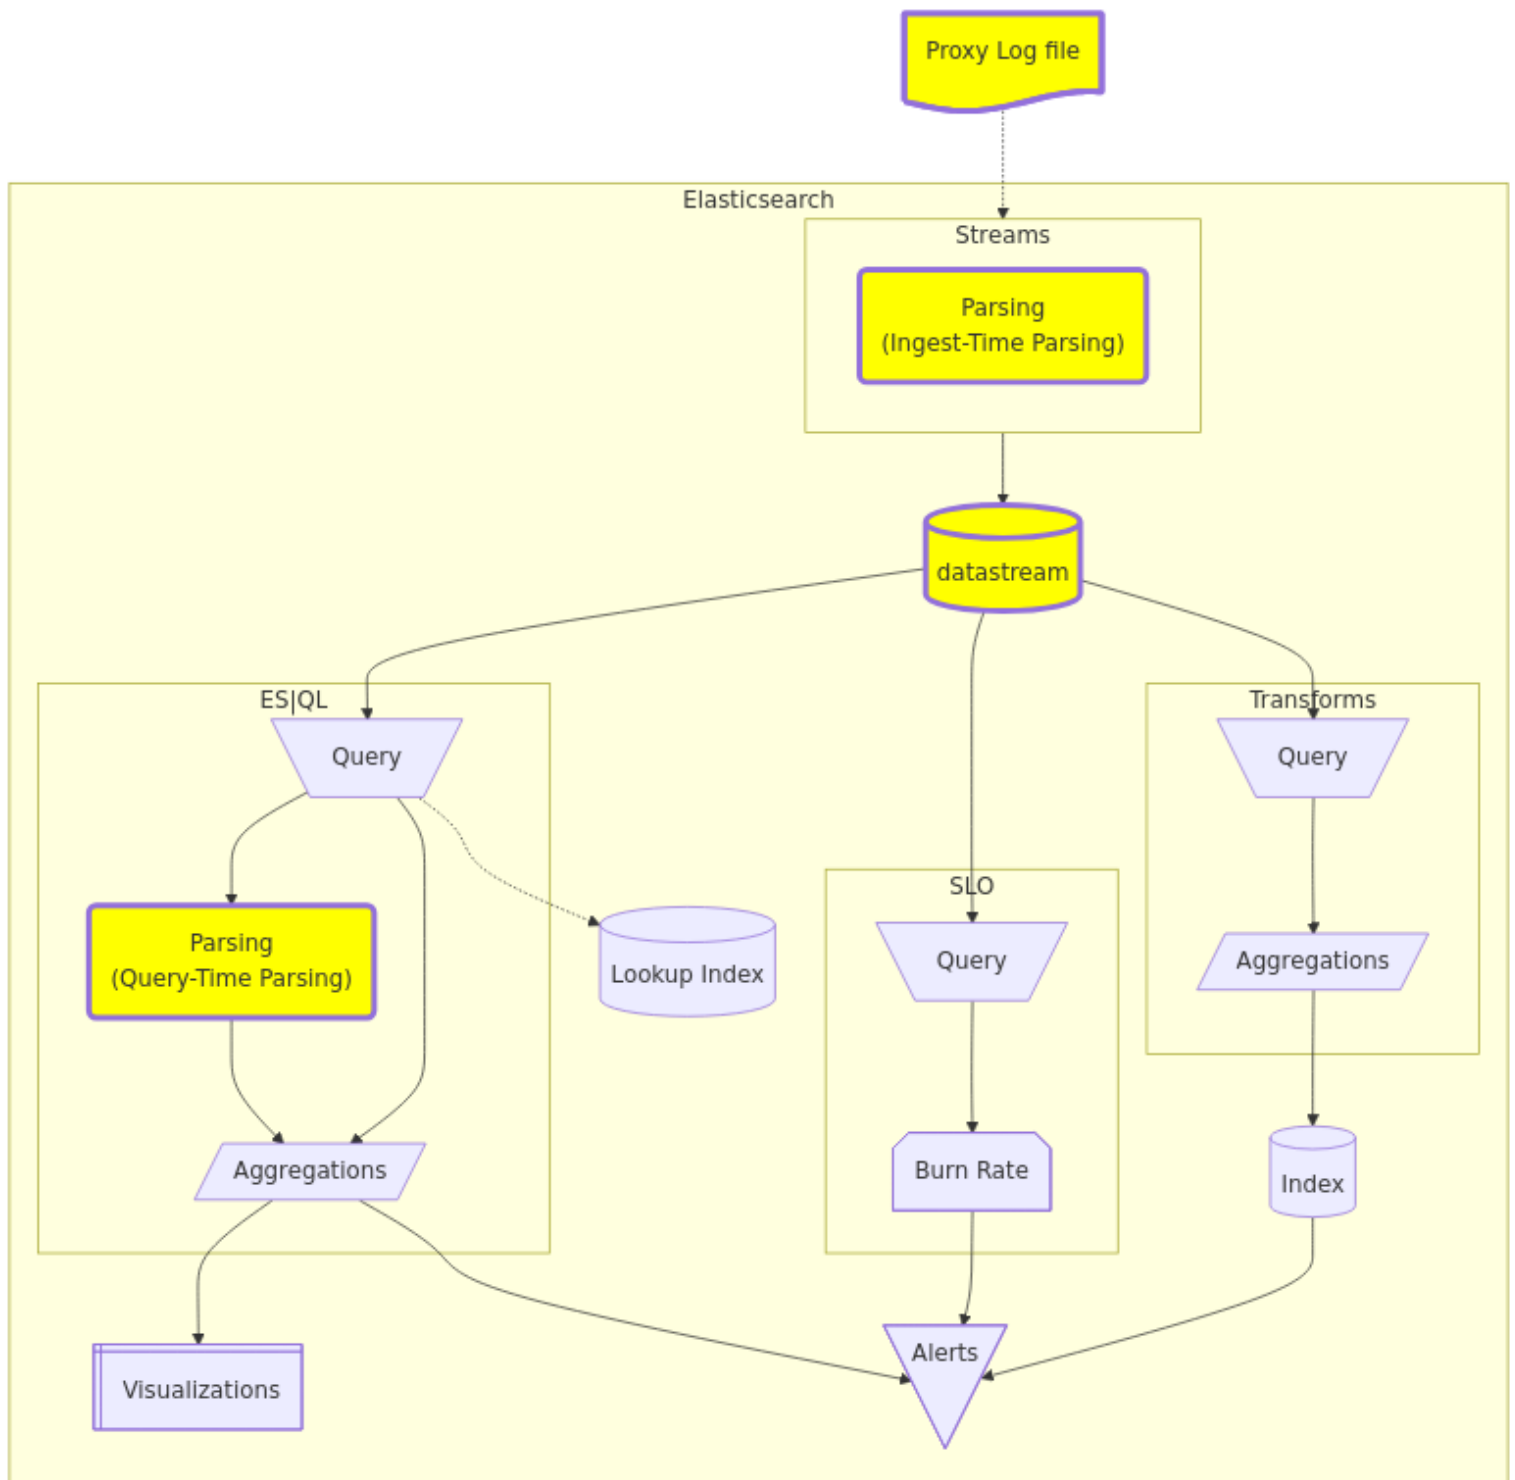 Proxy Log file
Elasticsearch
Streams
Parsing
(Ingest-Time Parsing)
datastream
ES|QL
Query
Transforms
Query
SLO
Parsing
(Query-Time Parsing)
Lookup Index
Query
Aggregations
Aggregations
Burn Rate
Index
Visualizations
Alerts